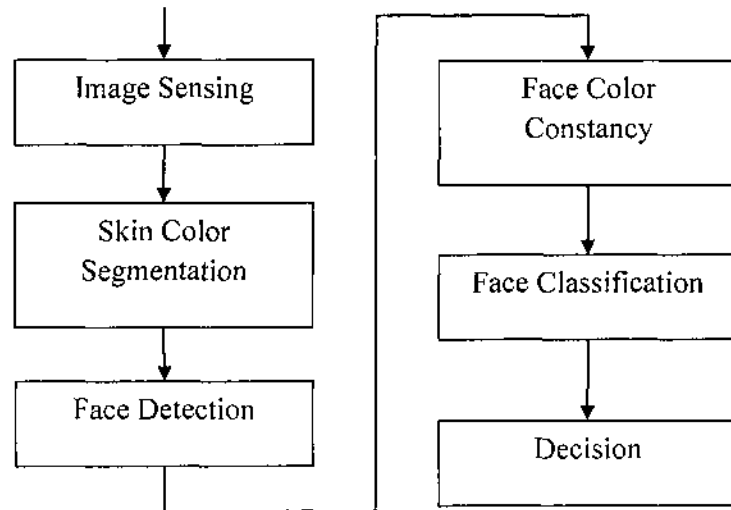 Image Sensing
Skin Color
Segmentation
Face Detection
Face Color
Constancy
Face Classification
Decision